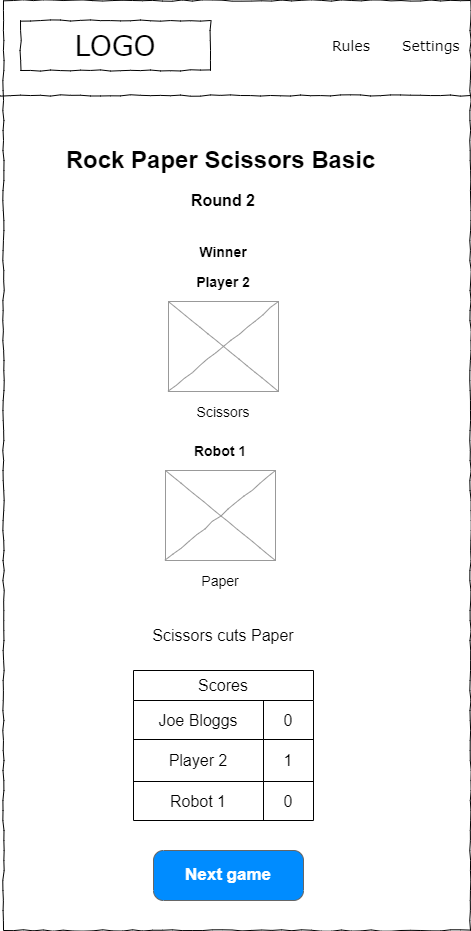 LOGO
Rules Settings
Rock Paper Scissors Basic
Round 2
Winner
Player 2
Scissors
Robot 1
Paper
Scissors cuts Paper
Scores
Joe Bloggs 0
Player 2 1
Robot 1 0
Next game